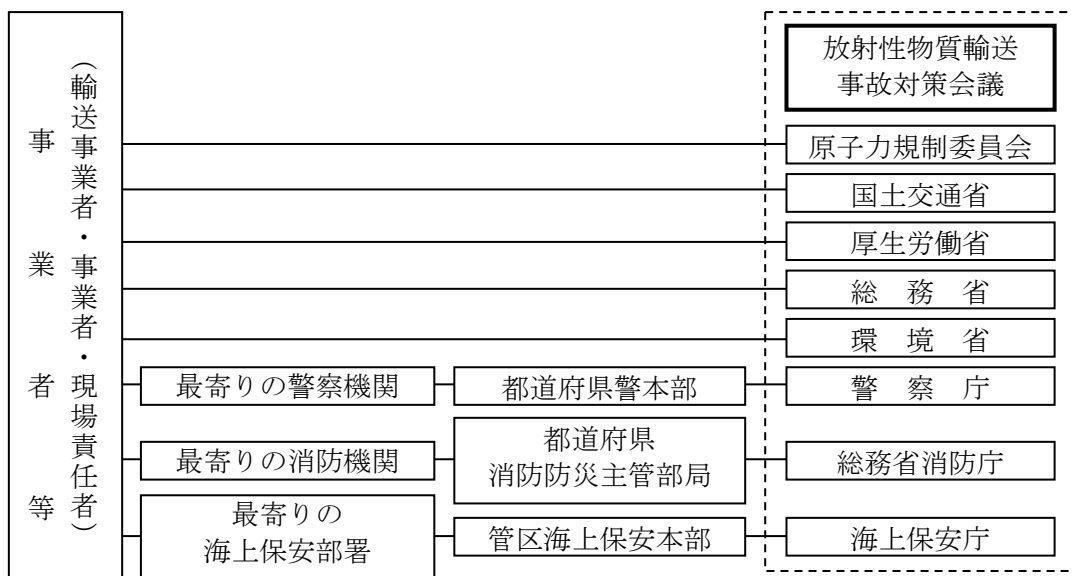 事業者等
（輸送事業者・事業者・現場責任者）
放射性物質輸送
事故対策会議
原子力規制委員会
国土交通省
厚生労働省
総務省
環境省
最寄りの警察機関
都道府県警本部
警察庁
最寄りの消防機関
都道府県
消防防災主管部局
総務省消防庁
最寄りの
海上保安部署
管区海上保安本部
海上保安庁